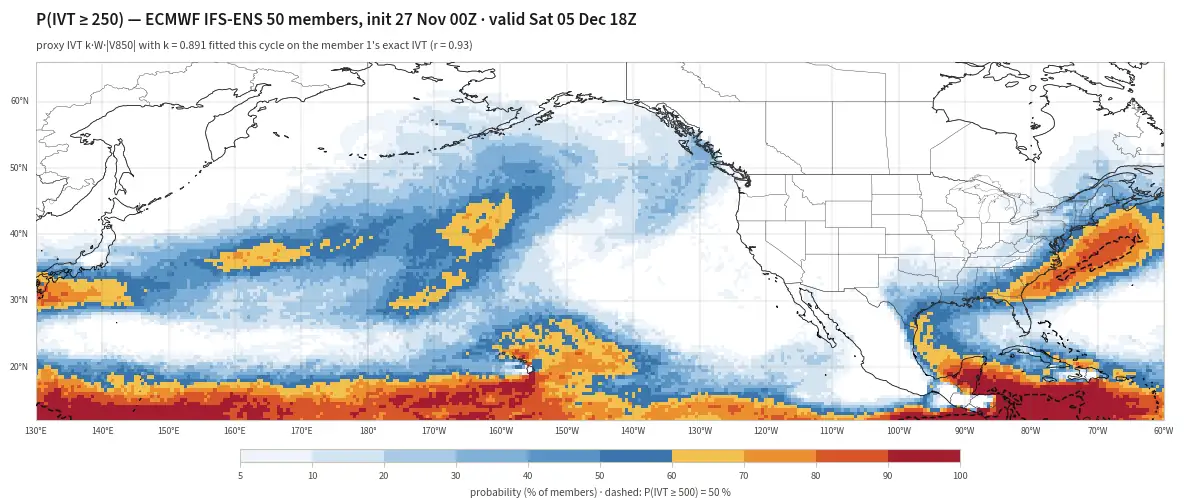 P(IVT ≥ 250) — ECMWF IFS-ENS 50 members, init 27 Nov 00Z · valid Sat 05 Dec 18Z
proxy IVT k·W·|V850| with k = 0.891 fitted this cycle on the member 1's exact IVT (r = 0.93)
60°N
50°N
40°N
30°N
20°N
130°E 140°E 150°E 160°E 170°E 180° 170°W 160°W 150°W 140°W 130°W 120°W 110°W 100°W 90°W 80°W 70°W 60°W
5 10 20 30 40 50 60 70 80 90 100
probability (% of members) · dashed: P(IVT ≥ 500) = 50 %